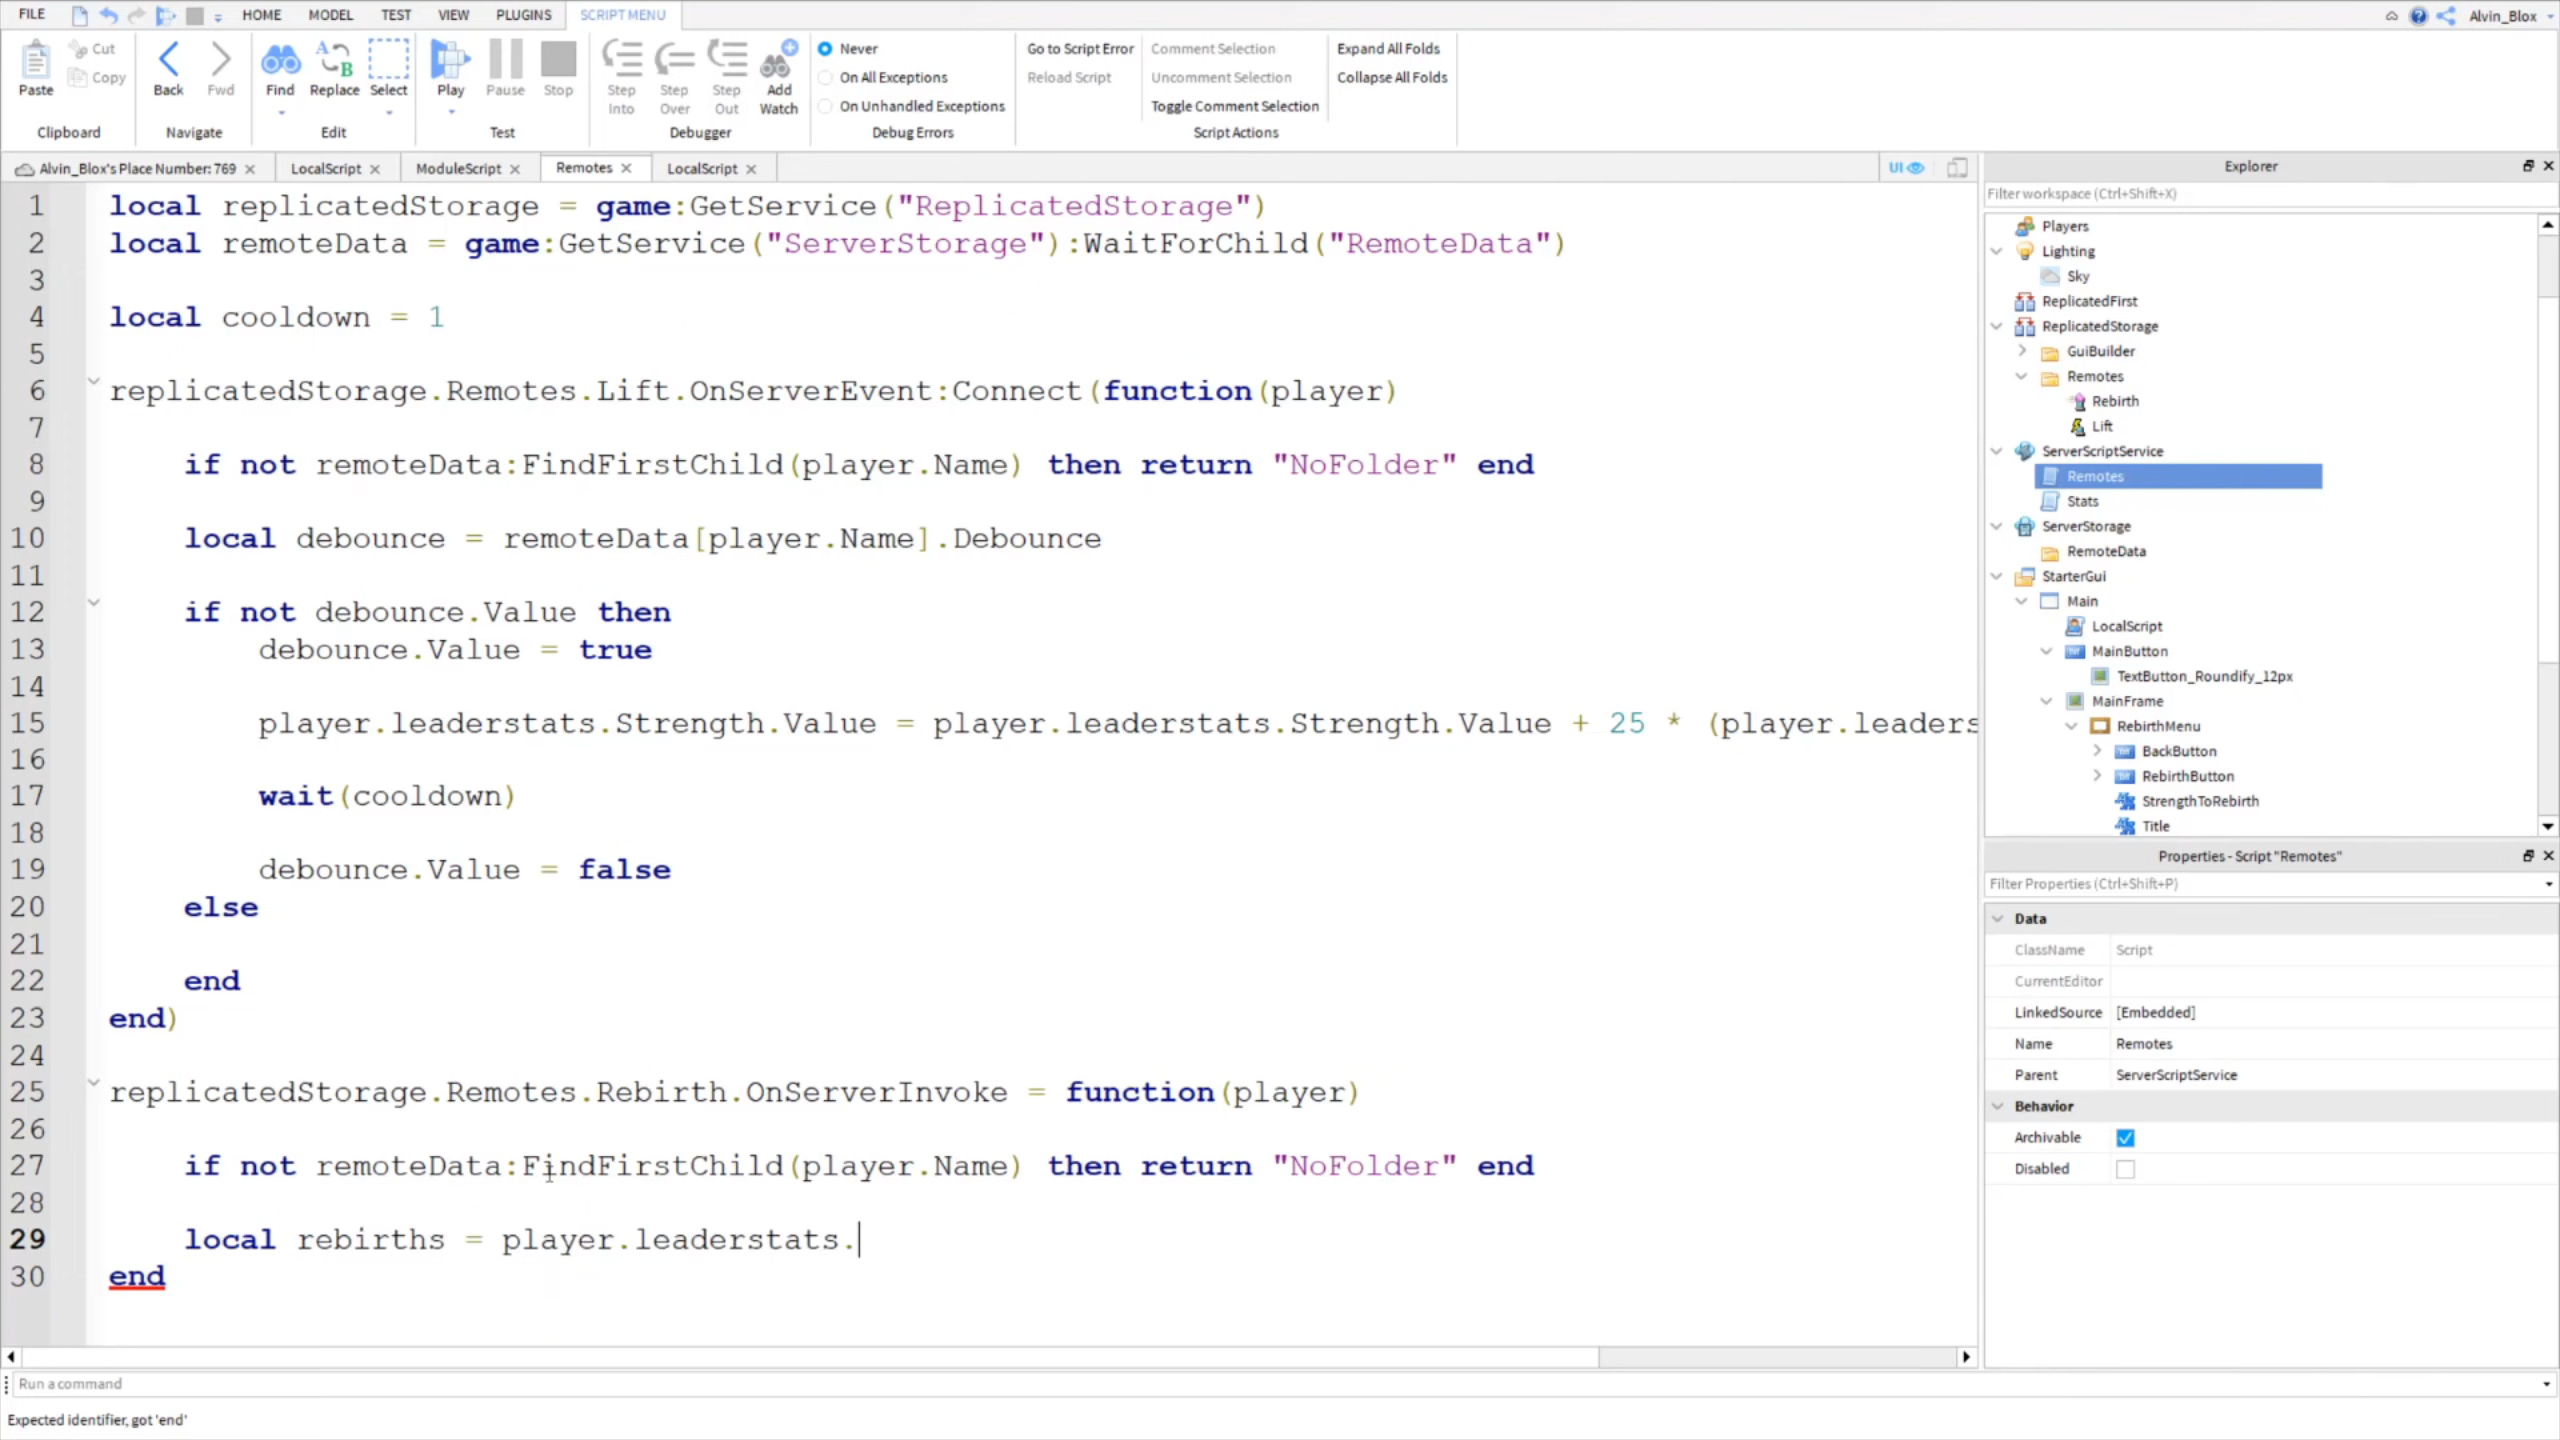 FILE HOME MODEL TEST VIEW PLUGINS SCRIPT MENU Alvin_Blox
Paste Cut Copy Back Fwd Find Replace Select Play Pause Stop Step Into Step Over Step Out Add Watch
Never
On All Exceptions
On Unhandled Exceptions
Go to Script Error
Reload Script
Comment Selection
Uncomment Selection
Toggle Comment Selection
Expand All Folds
Collapse All Folds
Clipboard Navigate Edit Test Debugger Debug Errors Script Actions
Alvin_Blox's Place Number: 769 LocalScript ModuleScript Remotes LocalScript UI
1 local replicatedStorage = game:GetService("ReplicatedStorage")
2 local remoteData = game:GetService("ServerStorage"):WaitForChild("RemoteData")
3
4 local cooldown = 1
5
6 replicatedStorage.Remotes.Lift.OnServerEvent:Connect(function(player)
7
8 if not remoteData:FindFirstChild(player.Name) then return "NoFolder" end
9
10 local debounce = remoteData[player.Name].Debounce
11
12 if not debounce.Value then
13 debounce.Value = true
14
15 player.leaderstats.Strength.Value = player.leaderstats.Strength.Value + 25 * (player.leaders
16
17 wait(cooldown)
18
19 debounce.Value = false
20 else
21
22 end
23 end)
24
25 replicatedStorage.Remotes.Rebirth.OnServerInvoke = function(player)
26
27 if not remoteData:FindFirstChild(player.Name) then return "NoFolder" end
28
29 local rebirths = player.leaderstats.
30 end
Explorer
Filter workspace (Ctrl+Shift+X)
Players
Lighting
Sky
ReplicatedFirst
ReplicatedStorage
GuiBuilder
Remotes
Rebirth
Lift
ServerScriptService
Remotes
Stats
ServerStorage
RemoteData
StarterGui
Main
LocalScript
MainButton
TextButton_Roundify_12px
MainFrame
RebirthMenu
BackButton
RebirthButton
StrengthToRebirth
Title
Properties - Script "Remotes"
Filter Properties (Ctrl+Shift+P)
Data
ClassName Script
CurrentEditor
LinkedSource [Embedded]
Name Remotes
Parent ServerScriptService
Behavior
Archivable
Disabled
Run a command
Expected identifier, got 'end'